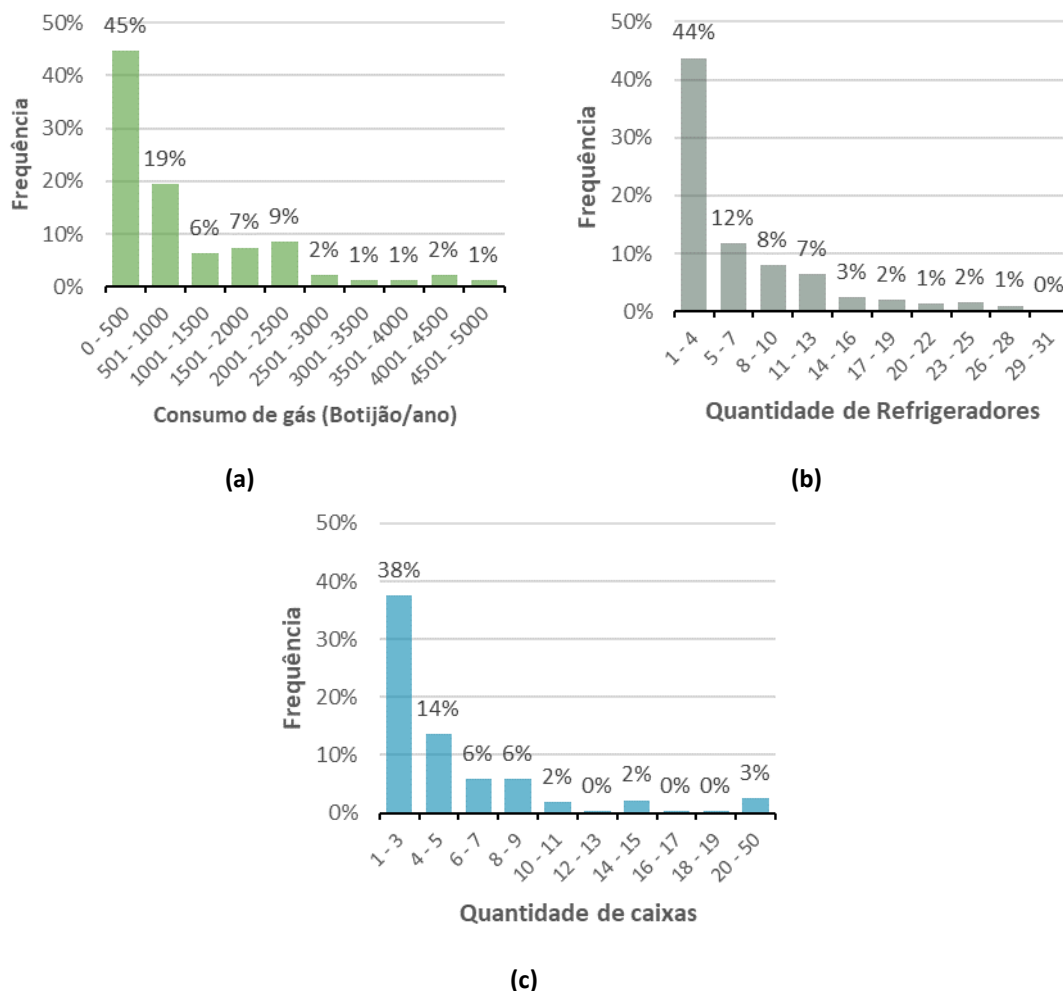 50%
45%
40%
30%
20%
19%
10%
6%
7%
9%
2%
1%
1%
2%
1%
0%
Frequência
0 - 500
501 - 1000
1001 - 1500
1501 - 2000
2001 - 2500
2501 - 3000
3001 - 3500
3501 - 4000
4001 - 4500
4501 - 5000
Consumo de gás (Botijão/ano)
(a)
50%
44%
40%
30%
20%
12%
10%
8%
7%
3%
2%
1%
2%
1%
0%
0%
Frequência
1 - 4
5 - 7
8 - 10
11 - 13
14 - 16
17 - 19
20 - 22
23 - 25
26 - 28
29 - 31
Quantidade de Refrigeradores
(b)
50%
40%
38%
30%
20%
14%
10%
6%
6%
2%
0%
2%
0%
0%
3%
0%
Frequência
1 - 3
4 - 5
6 - 7
8 - 9
10 - 11
12 - 13
14 - 15
16 - 17
18 - 19
20 - 50
Quantidade de caixas
(c)